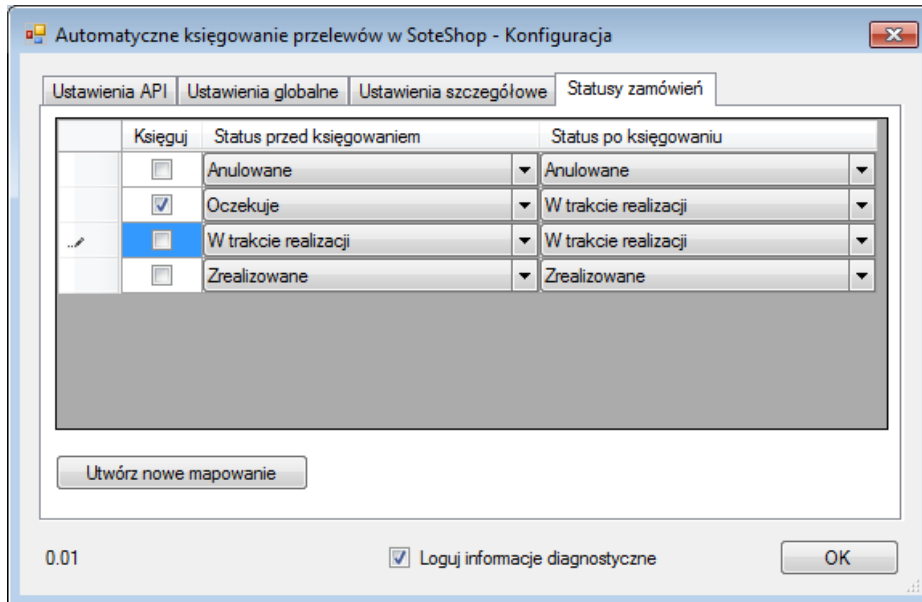 Automatyczne księgowanie przelewów w SoteShop - Konfiguracja
Ustawienia API Ustawienia globalne Ustawienia szczegółowe Statusy zamówień
Księguj Status przed księgowaniem Status po księgowaniu
Anulowane Anulowane
Oczekuje W trakcie realizacji
W trakcie realizacji W trakcie realizacji
Zrealizowane Zrealizowane
Utwórz nowe mapowanie
0.01 Loguj informacje diagnostyczne OK